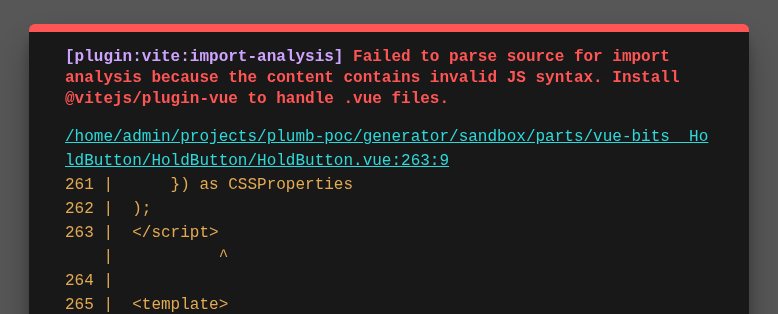 [plugin:vite:import-analysis] Failed to parse source for import
analysis because the content contains invalid JS syntax. Install
@vitejs/plugin-vue to handle .vue files.
/home/admin/projects/plumb-poc/generator/sandbox/parts/vue-bits__Ho
ldButton/HoldButton/HoldButton.vue:263:9
261 |      }) as CSSProperties
262 |  );
263 |  </script>
    |           ^
264 |
265 |  <template>